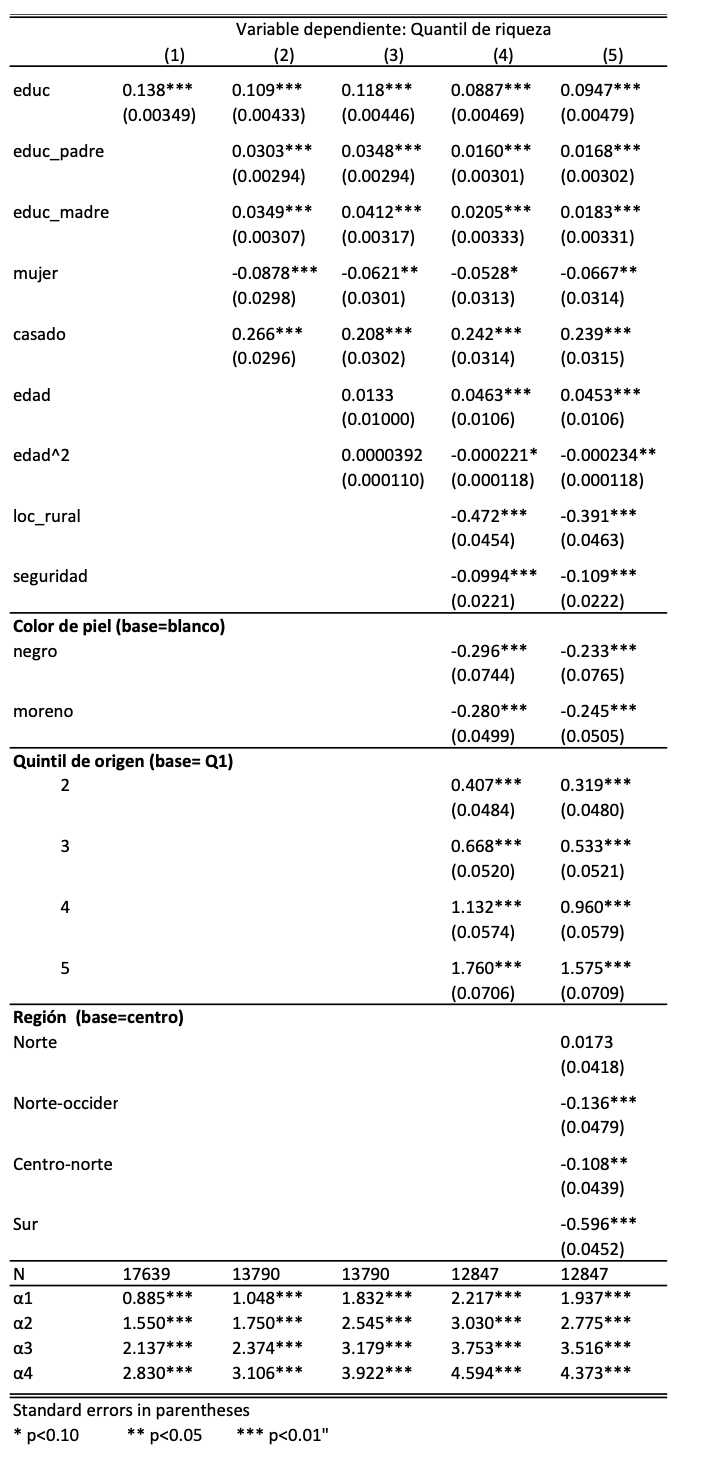 Variable dependiente: Quantil de riqueza
(1) (2) (3) (4) (5)
educ 0.138*** 0.109*** 0.118*** 0.0887*** 0.0947***
(0.00349) (0.00433) (0.00446) (0.00469) (0.00479)
educ_padre 0.0303*** 0.0348*** 0.0160*** 0.0168***
(0.00294) (0.00294) (0.00301) (0.00302)
educ_madre 0.0349*** 0.0412*** 0.0205*** 0.0183***
(0.00307) (0.00317) (0.00333) (0.00331)
mujer -0.0878*** -0.0621** -0.0528* -0.0667**
(0.0298) (0.0301) (0.0313) (0.0314)
casado 0.266*** 0.208*** 0.242*** 0.239***
(0.0296) (0.0302) (0.0314) (0.0315)
edad 0.0133 0.0463*** 0.0453***
(0.01000) (0.0106) (0.0106)
edad^2 0.0000392 -0.000221* -0.000234**
(0.000110) (0.000118) (0.000118)
loc_rural -0.472*** -0.391***
(0.0454) (0.0463)
seguridad -0.0994*** -0.109***
(0.0221) (0.0222)
Color de piel (base=blanco)
negro -0.296*** -0.233***
(0.0744) (0.0765)
moreno -0.280*** -0.245***
(0.0499) (0.0505)
Quintil de origen (base= Q1)
2 0.407*** 0.319***
(0.0484) (0.0480)
3 0.668*** 0.533***
(0.0520) (0.0521)
4 1.132*** 0.960***
(0.0574) (0.0579)
5 1.760*** 1.575***
(0.0706) (0.0709)
Región (base=centro)
Norte 0.0173
(0.0418)
Norte-occider -0.136***
(0.0479)
Centro-norte -0.108**
(0.0439)
Sur -0.596***
(0.0452)
N 17639 13790 13790 12847 12847
α1 0.885*** 1.048*** 1.832*** 2.217*** 1.937***
α2 1.550*** 1.750*** 2.545*** 3.030*** 2.775***
α3 2.137*** 2.374*** 3.179*** 3.753*** 3.516***
α4 2.830*** 3.106*** 3.922*** 4.594*** 4.373***
Standard errors in parentheses
* p<0.10 ** p<0.05 *** p<0.01"